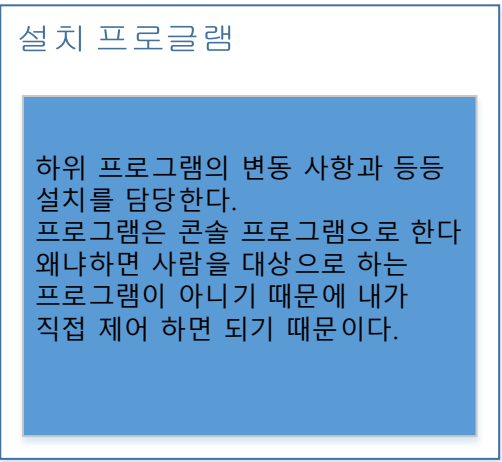 설치 프로글램
하위 프로그램의 변동 사항과 등등
설치를 담당한다.
프로그램은 콘솔 프로그램으로 한다
왜냐하면 사람을 대상으로 하는
프로그램이 아니기 때문에 내가
직접 제어 하면 되기 때문이다.